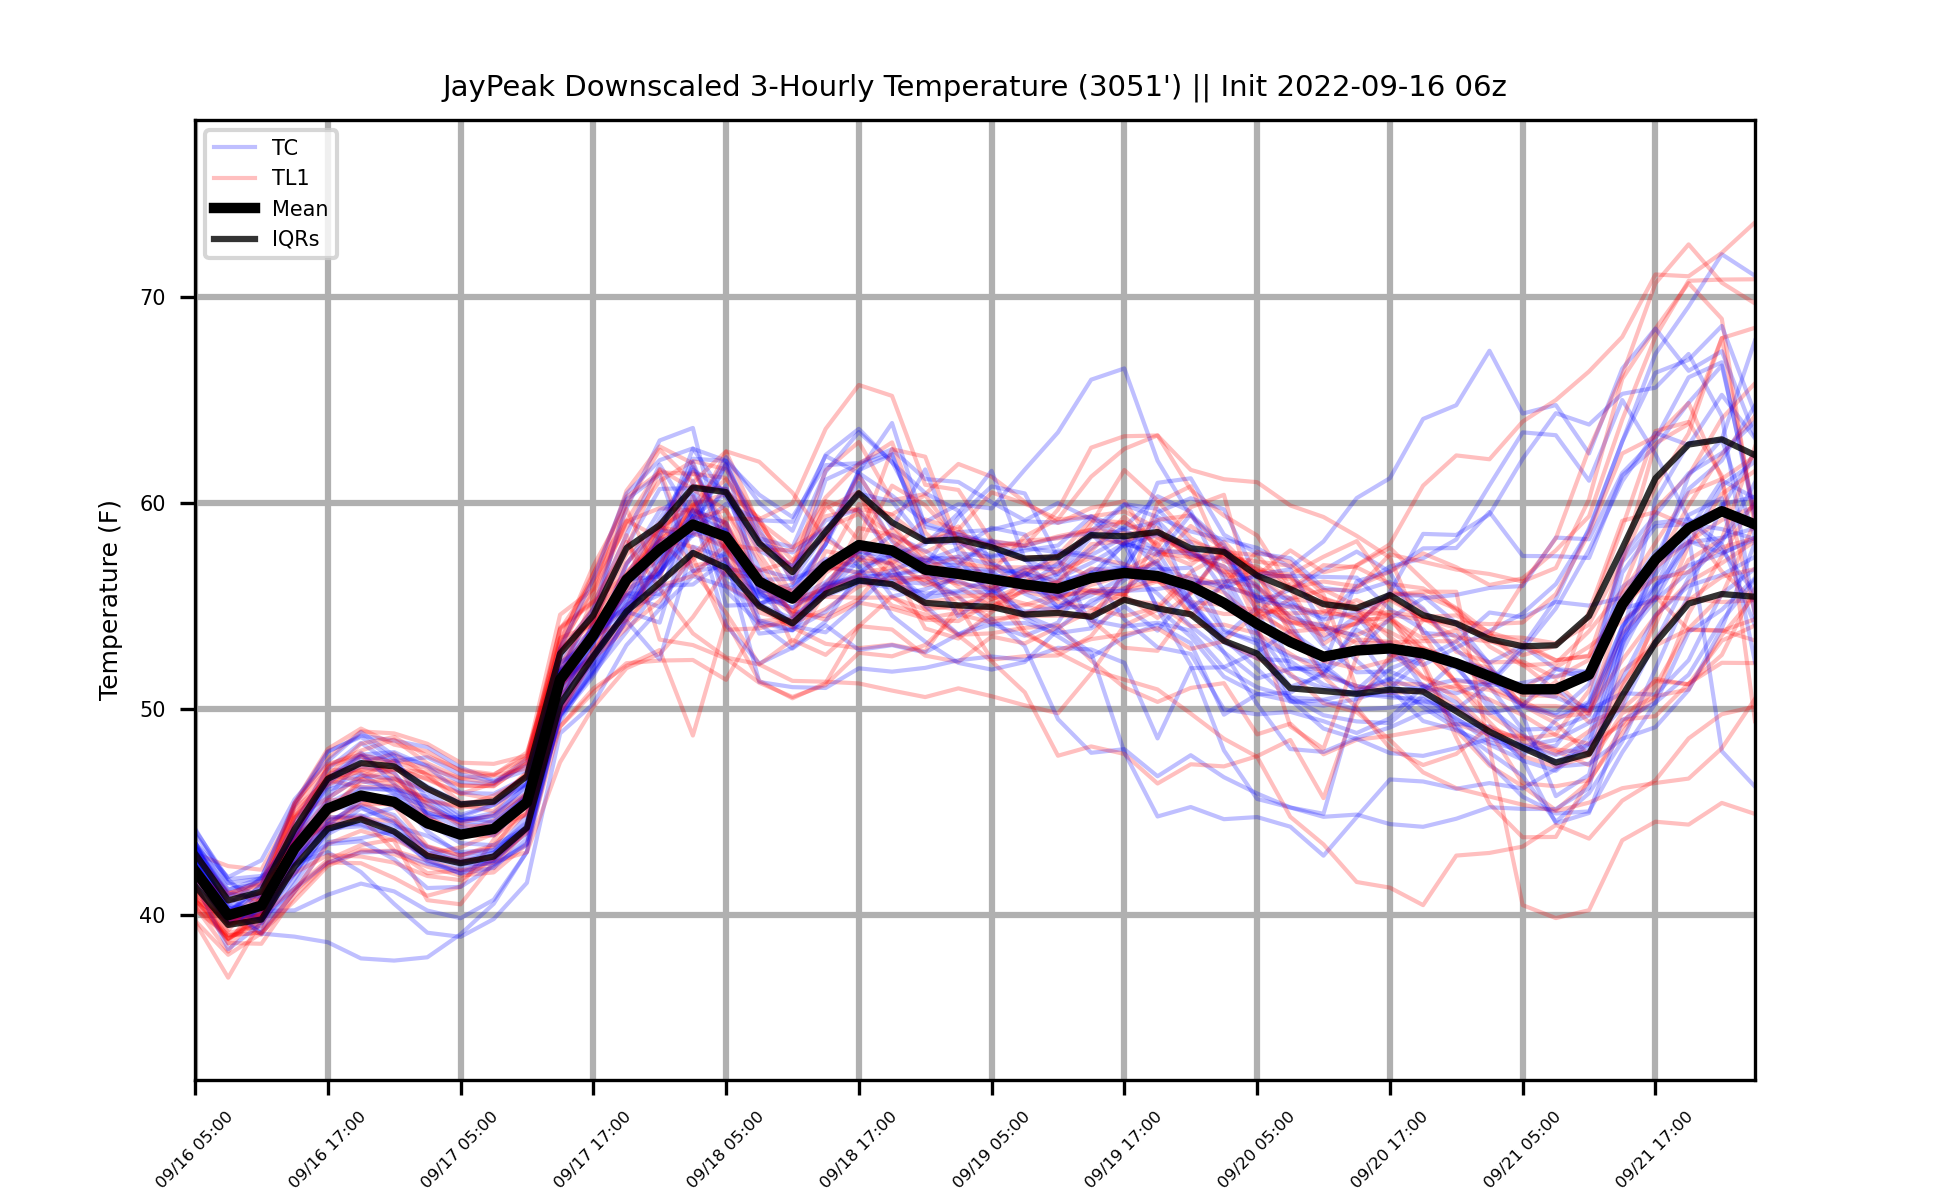 JayPeak Downscaled 3-Hourly Temperature (3051') || Init 2022-09-16 06z
TC
TL1
Mean
IQRs
Temperature (F)
70
60
50
40
09/16 05:00
09/16 17:00
09/17 05:00
09/17 17:00
09/18 05:00
09/18 17:00
09/19 05:00
09/19 17:00
09/20 05:00
09/20 17:00
09/21 05:00
09/21 17:00